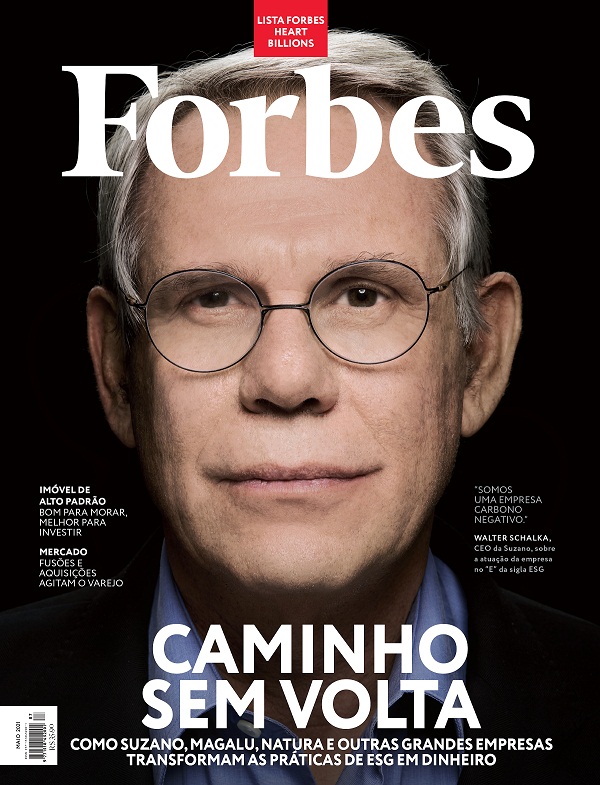 LISTA FORBES
HEART
BILLIONS
Forbes
IMÓVEL DE
ALTO PADRÃO
BOM PARA MORAR,
MELHOR PARA
INVESTIR
MERCADO
FUSÕES E
AQUISIÇÕES
AGITAM O VAREJO
"SOMOS
UMA EMPRESA
CARBONO
NEGATIVO."
WALTER SCHALKA,
CEO da Suzano, sobre
a atuação da empresa
no "E" da sigla ESG
CAMINHO
SEM VOLTA
COMO SUZANO, MAGALU, NATURA E OUTRAS GRANDES EMPRESAS
TRANSFORMAM AS PRÁTICAS DE ESG EM DINHEIRO
MAIO 2021
R$ 35,90